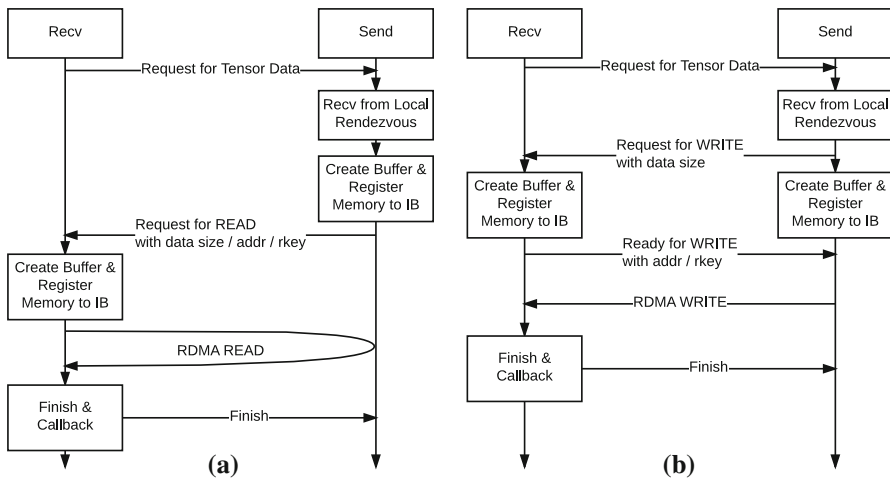 Recv
Send
Request for Tensor Data
Recv from Local
Rendezvous
Create Buffer &
Register
Memory to IB
Request for READ
with data size / addr / rkey
Create Buffer &
Register
Memory to IB
RDMA READ
Finish &
Callback
Finish
(a)
Recv
Send
Request for Tensor Data
Recv from Local
Rendezvous
Request for WRITE
with data size
Create Buffer &
Register
Memory to IB
Create Buffer &
Register
Memory to IB
Ready for WRITE
with addr / rkey
RDMA WRITE
Finish &
Callback
Finish
(b)